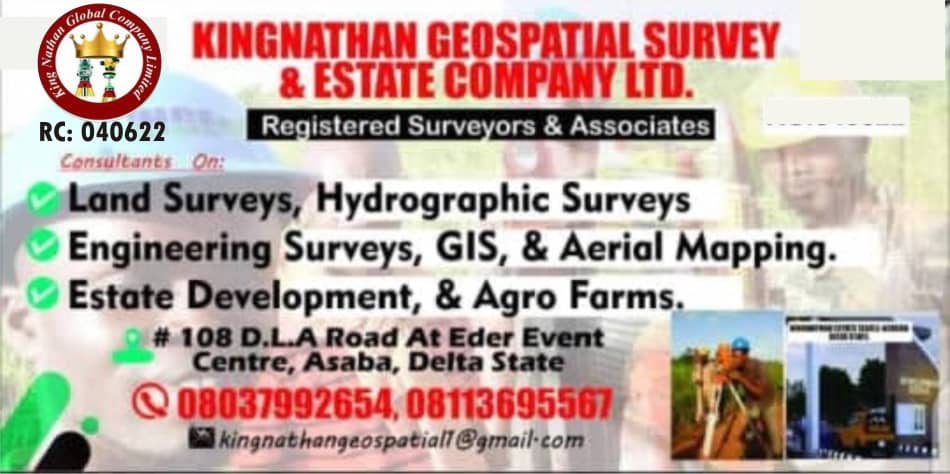 King Nathan Global Company Limited
RC: 040622
KINGNATHAN GEOSPATIAL SURVEY
& ESTATE COMPANY LTD.
Registered Surveyors & Associates
Consultants On:
Land Surveys, Hydrographic Surveys
Engineering Surveys, GIS, & Aerial Mapping.
Estate Development, & Agro Farms.
# 108 D.L.A Road At Eder Event
Centre, Asaba, Delta State
08037992654, 08113695567
kingnathangeospatial1@gmail.com